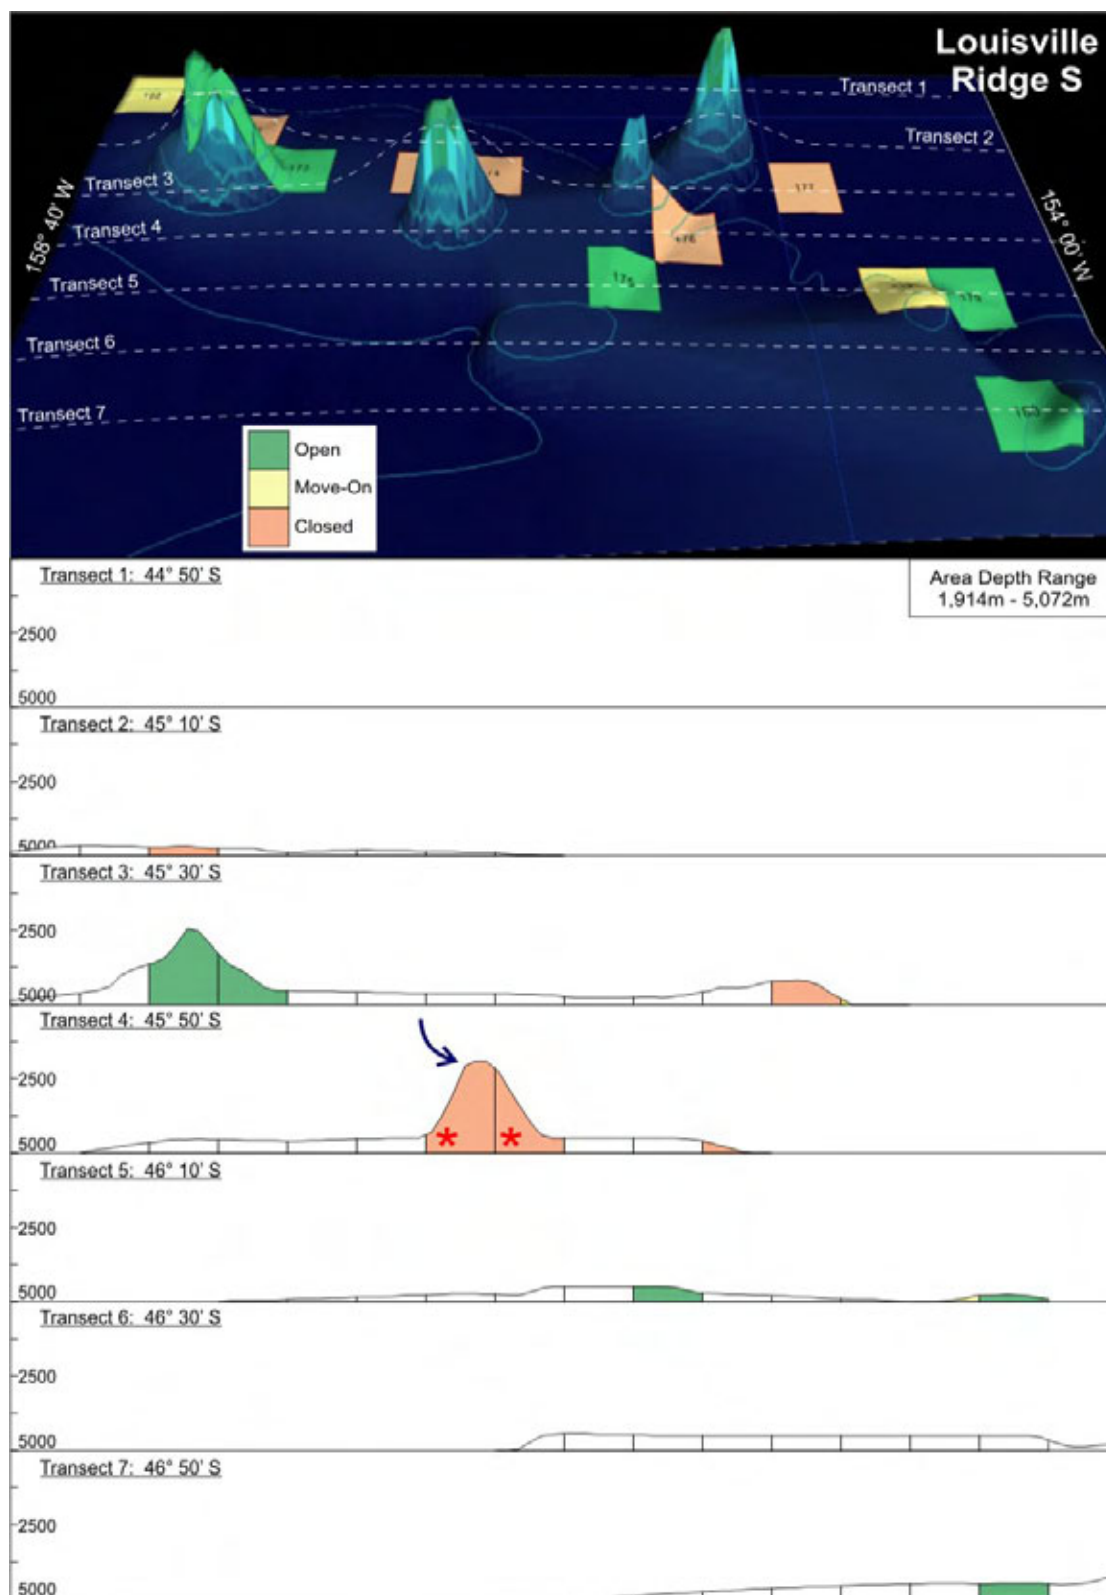 Louisville
Ridge S
Transect 1
Transect 2
Transect 3
Transect 4
Transect 5
Transect 6
Transect 7
158° 40' W
154° 00' W
177
176
175
Open
Move-On
Closed
Area Depth Range
1,914m - 5,072m
Transect 1: 44° 50' S
2500
5000
Transect 2: 45° 10' S
2500
5000
Transect 3: 45° 30' S
2500
5000
Transect 4: 45° 50' S
2500
5000
* *
Transect 5: 46° 10' S
2500
5000
Transect 6: 46° 30' S
2500
5000
Transect 7: 46° 50' S
2500
5000